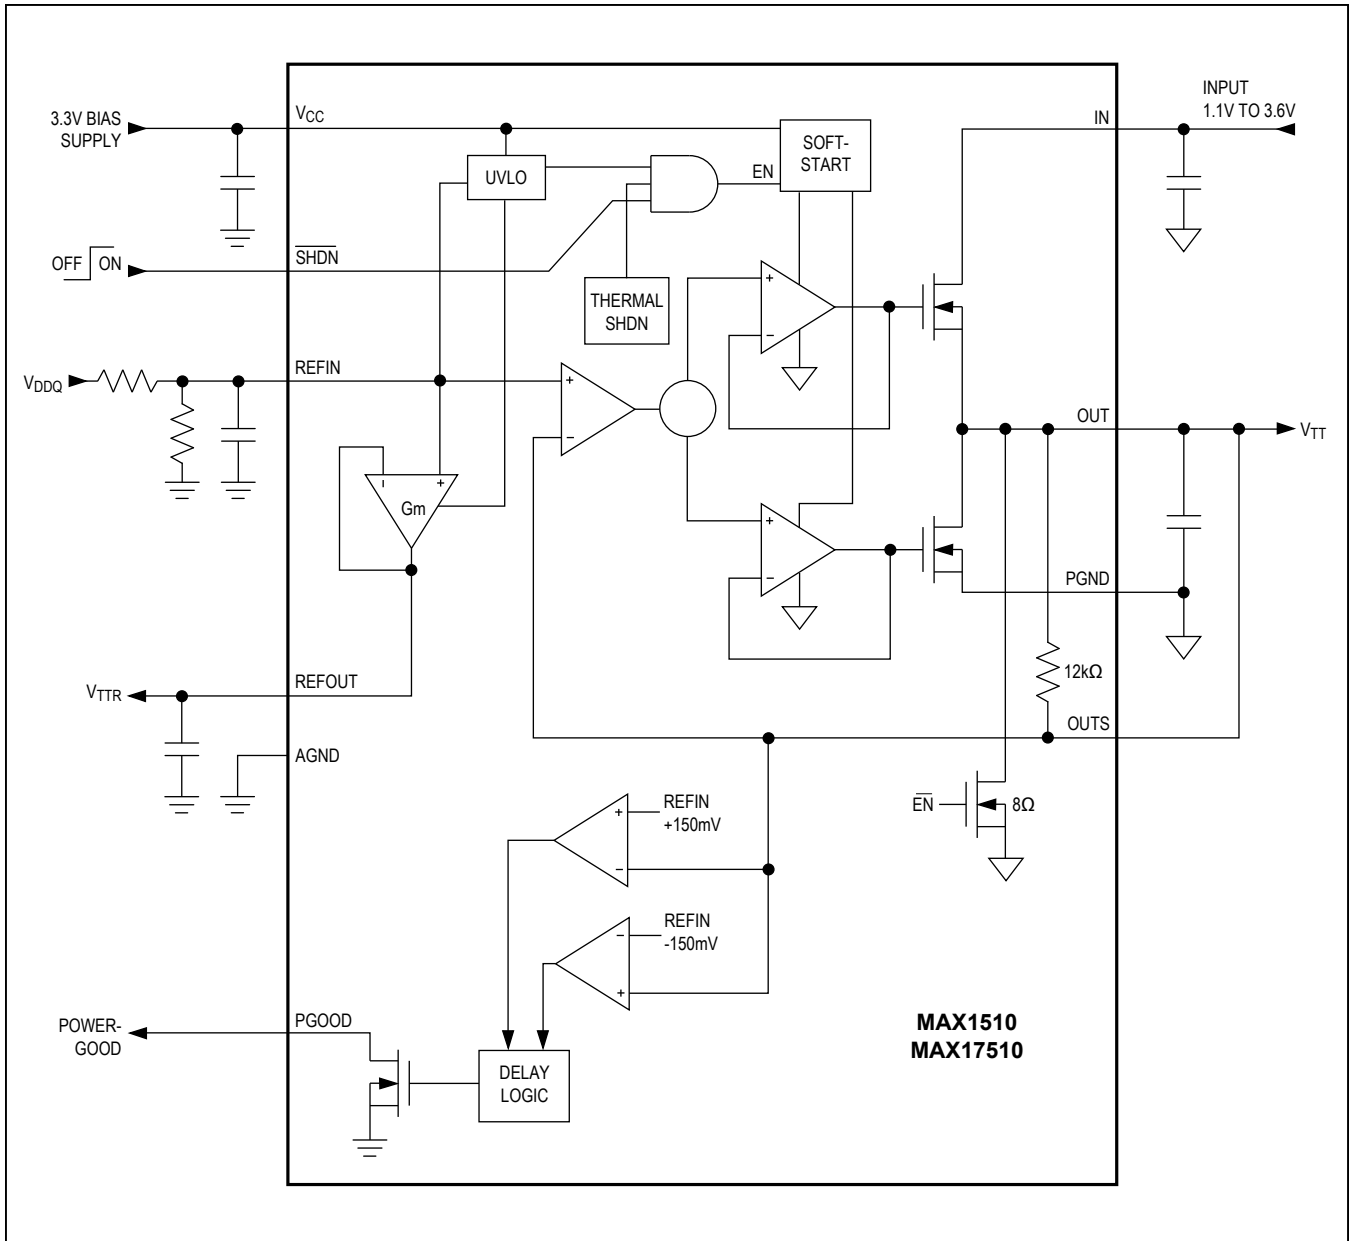 INPUT
1.1V TO 3.6V
3.3V BIAS
SUPPLY
VCC
IN
SOFT-
START
UVLO
EN
OFF ON
SHDN
THERMAL
SHDN
+
−
VDDQ
REFIN
+
−
OUT
VTT
− +
Gm
+
−
PGND
12kΩ
VTTR
REFOUT
OUTS
AGND
EN
8Ω
+
REFIN
+150mV
−
REFIN
-150mV
−
+
POWER-
GOOD
PGOOD
DELAY
LOGIC
MAX1510
MAX17510